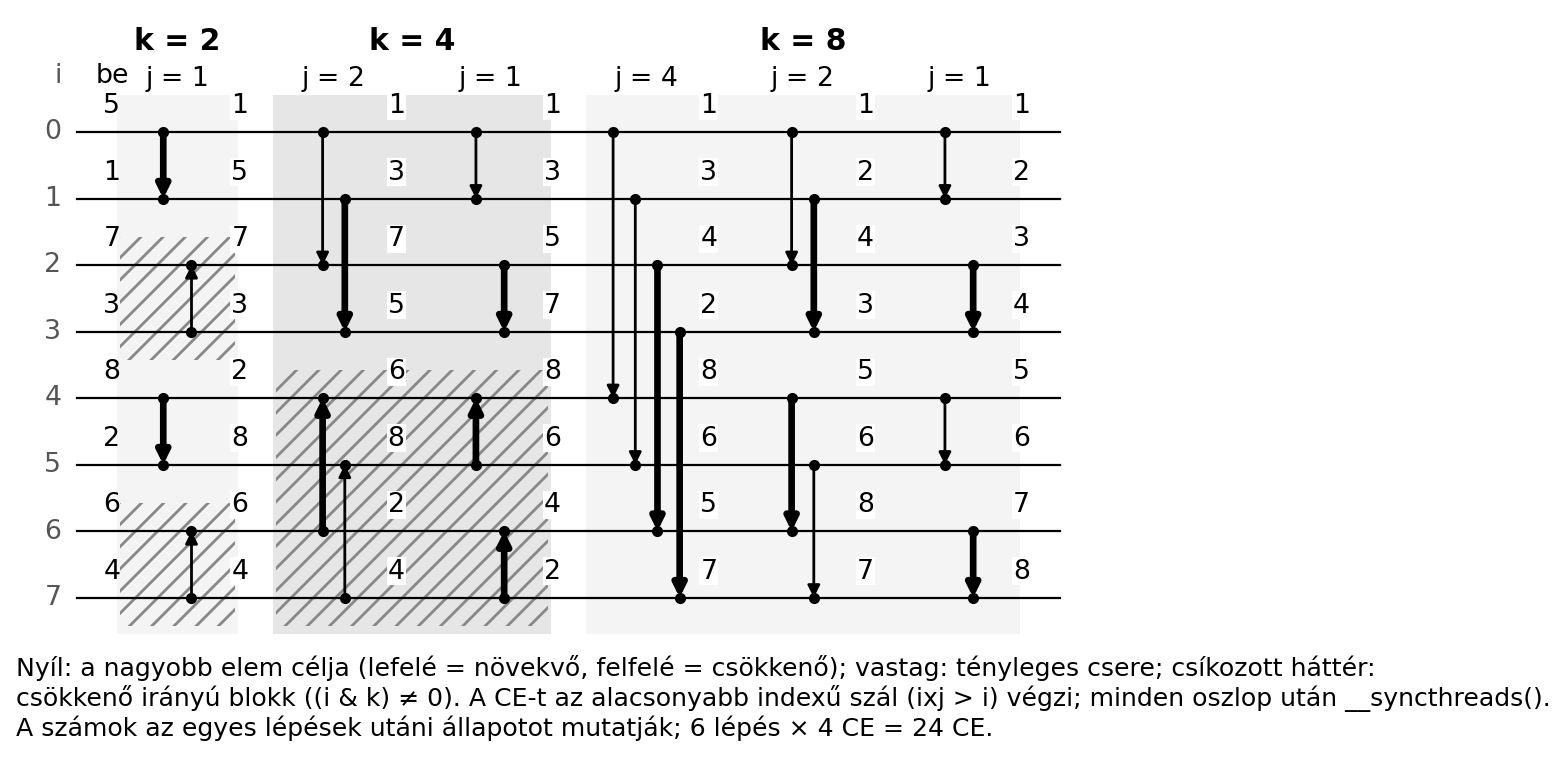 k = 2 k = 4 k = 8
i be j = 1 j = 2 j = 1 j = 4 j = 2 j = 1
5 1 1 1 1 1 1
0
1 5 3 3 3 2 2
1
7 7 7 5 4 4 3
2
3 3 5 7 2 3 4
3
8 2 6 8 8 5 5
4
2 8 8 6 6 6 6
5
6 6 2 4 5 8 7
6
4 4 4 2 7 7 8
7
Nyíl: a nagyobb elem célja (lefelé = növekvő, felfelé = csökkenő); vastag: tényleges csere; csíkozott háttér:
csökkenő irányú blokk ((i & k) ≠ 0). A CE-t az alacsonyabb indexű szál (ixj > i) végzi; minden oszlop után __syncthreads().
A számok az egyes lépések utáni állapotot mutatják; 6 lépés × 4 CE = 24 CE.